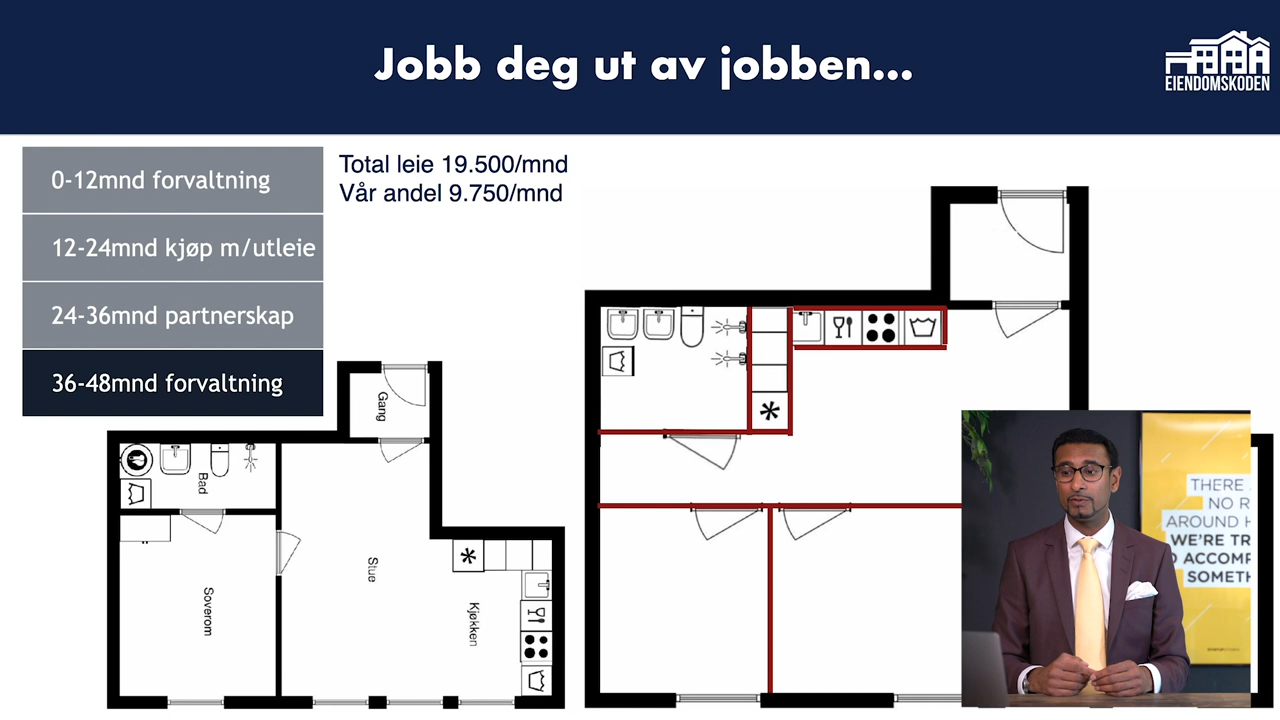 Jobb deg ut av jobben...
EIENDOMSKODEN
0-12mnd forvaltning
12-24mnd kjøp m/utleie
24-36mnd partnerskap
36-48mnd forvaltning
Total leie 19.500/mnd
Vår andel 9.750/mnd
Gang
Bad
Stue
Soverom
Kjøkken
THERE
NO R
AROUND H
WE'RE TR
ACCOMP
SOMETH